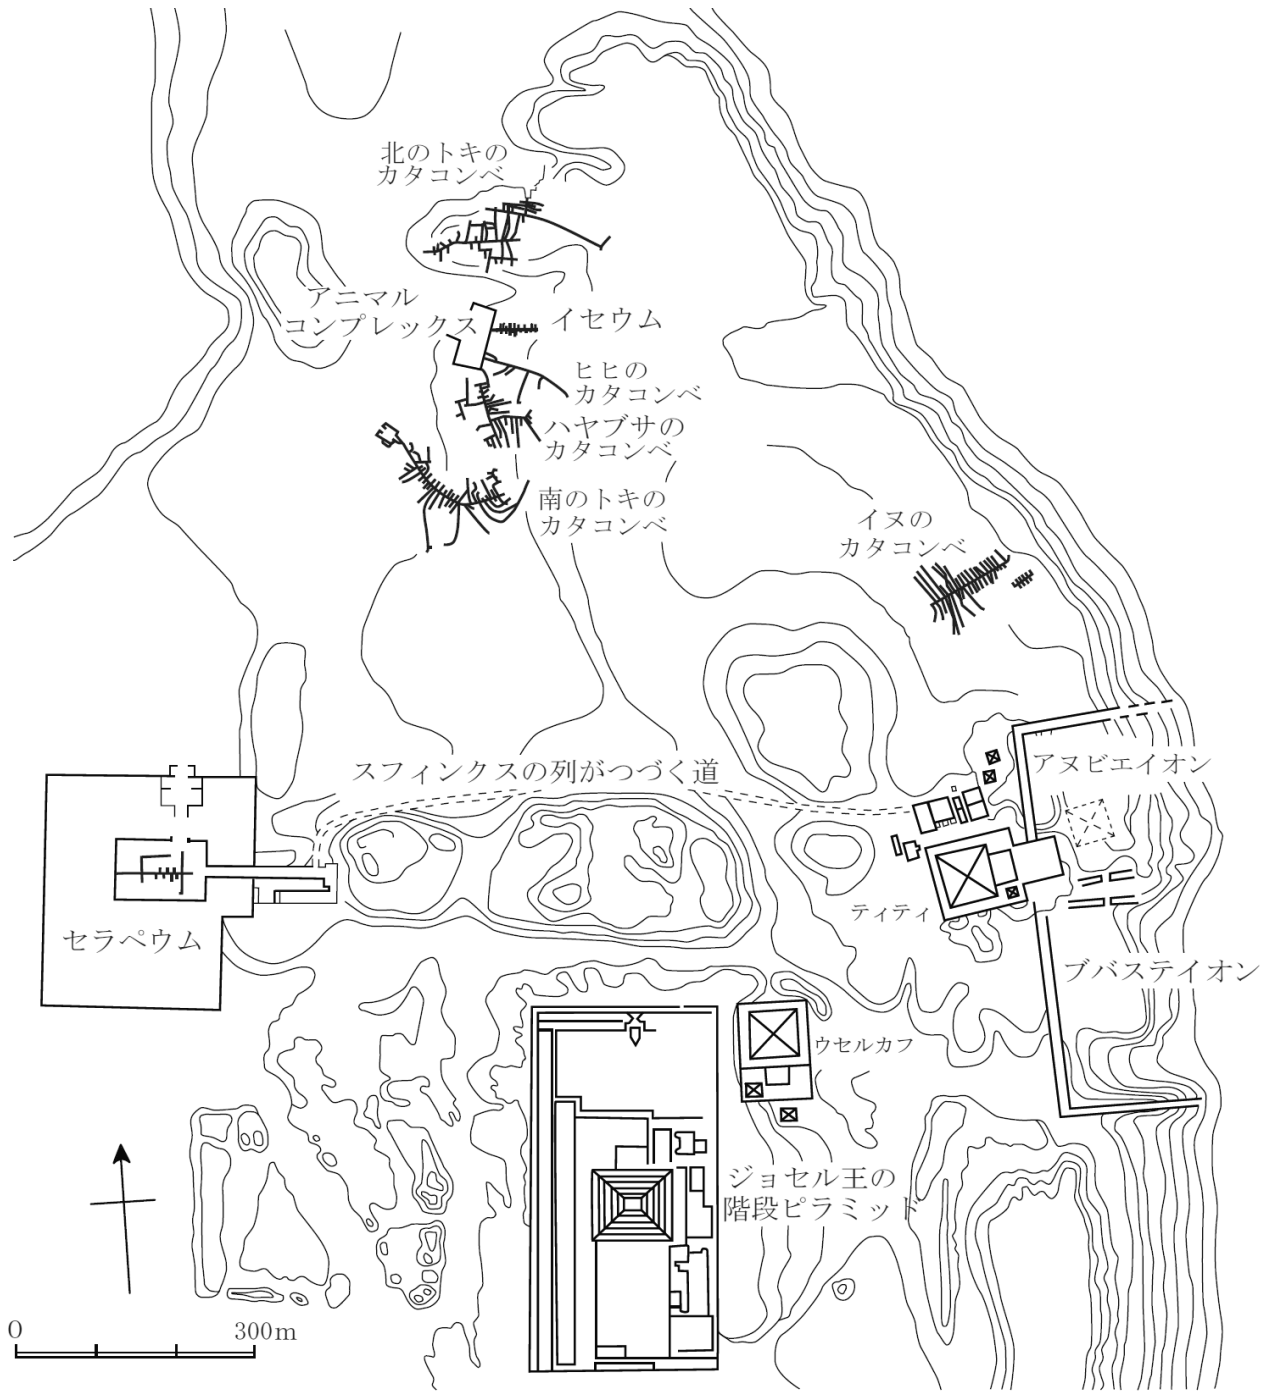 北のトキの
カタコンベ
アニマル
コンプレックス
イセウム
ヒヒの
カタコンベ
ハヤブサの
カタコンベ
南のトキの
カタコンベ
イヌの
カタコンベ
スフィンクスの列がつづく道
アヌビエイオン
セラペウム
ティティ
ブバステイオン
ウセルカフ
ジョセル王の
階段ピラミッド
0
300m